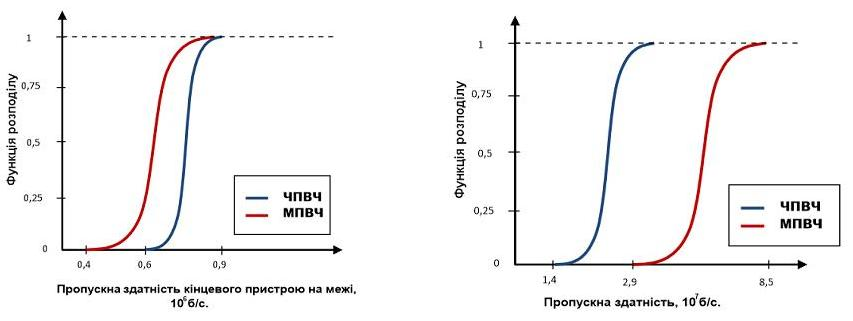 Функція розподілу
1
0,75
0,5
0,25
0
0,4
0,6
0,9
ЧПВЧ
МПВЧ
Пропускна здатність кінцевого пристрою на межі,
10⁶б/с.
Функція розподілу
1
0,75
0,5
0,25
0
1,4
2,9
8,5
ЧПВЧ
МПВЧ
Пропускна здатність, 10⁷б/с.